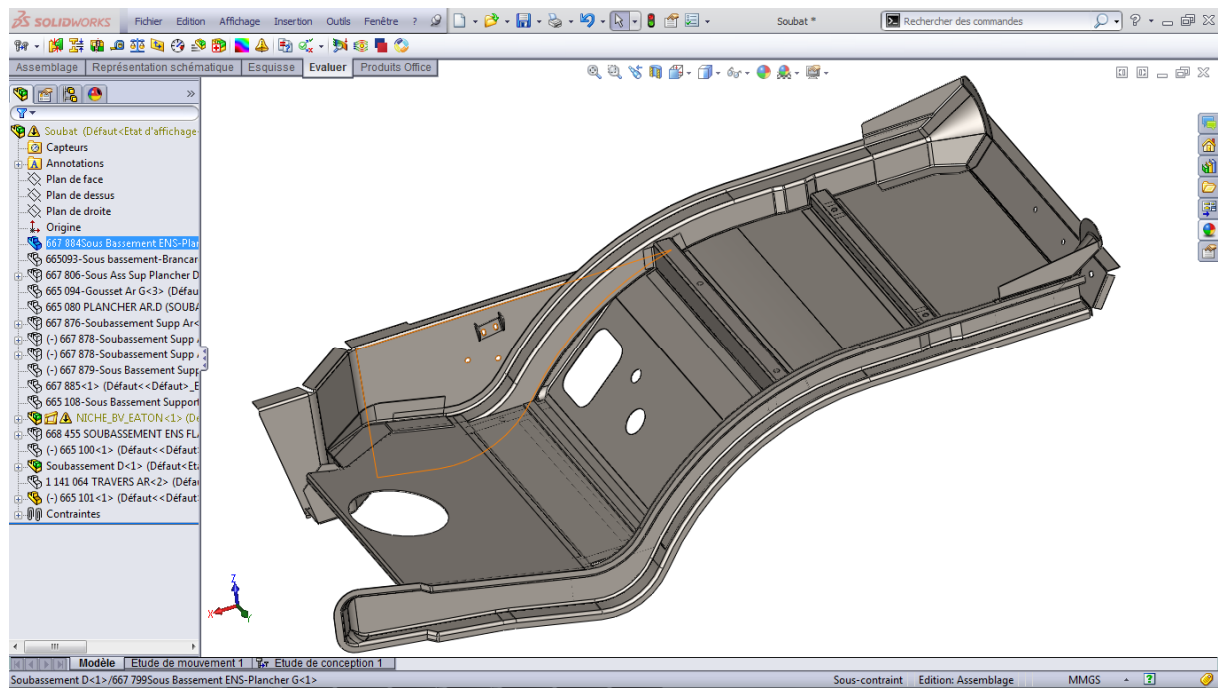 SOLIDWORKS Fichier Edition Affichage Insertion Outils Fenêtre ? Soubat * Rechercher des commandes
Assemblage Représentation schématique Esquisse Evaluer Produits Office
Soubat (Défaut<Etat d'affichage
Capteurs
Annotations
Plan de face
Plan de dessus
Plan de droite
Origine
667 884Sous Bassement ENS-Plan
665093-Sous bassement-Brancar
667 806-Sous Ass Sup Plancher D
665 094-Gousset Ar G<3> (Défau
665 080 PLANCHER AR.D (SOUBA
667 876-Soubassement Supp Ar<
(-) 667 878-Soubassement Supp
(-) 667 878-Soubassement Supp
(-) 667 879-Sous Bassement Supp
667 885<1> (Défaut<<Défaut>_E
665 108-Sous Bassement Support
NICHE_BV_EATON<1> (Dé
668 455 SOUBASSEMENT ENS FL
(-) 665 100<1> (Défaut<<Défaut
Soubassement D<1> (Défaut<Et
1 141 064 TRAVERS AR<2> (Défa
(-) 665 101<1> (Défaut<<Défaut
Contraintes
Z
X
Y
Modèle Etude de mouvement 1 Etude de conception 1
Soubassement D<1>/667 799Sous Bassement ENS-Plancher G<1> Sous-contraint Edition: Assemblage MMGS